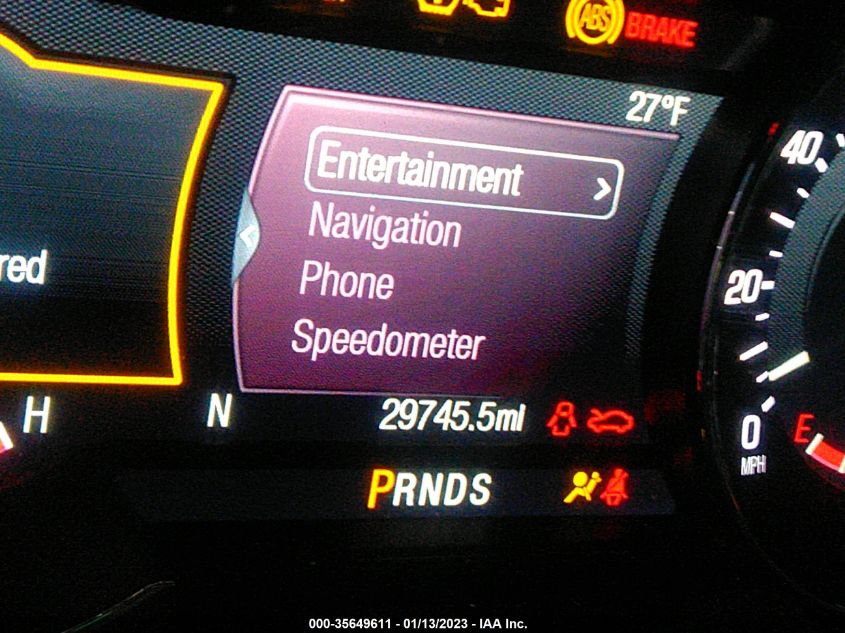 ABS BRAKE
27°F
Entertainment >
Navigation
Phone
Speedometer
red
H N 29745.5mi
PRNDS
40
20
0
MPH
E
000-35649611 - 01/13/2023 - IAA Inc.